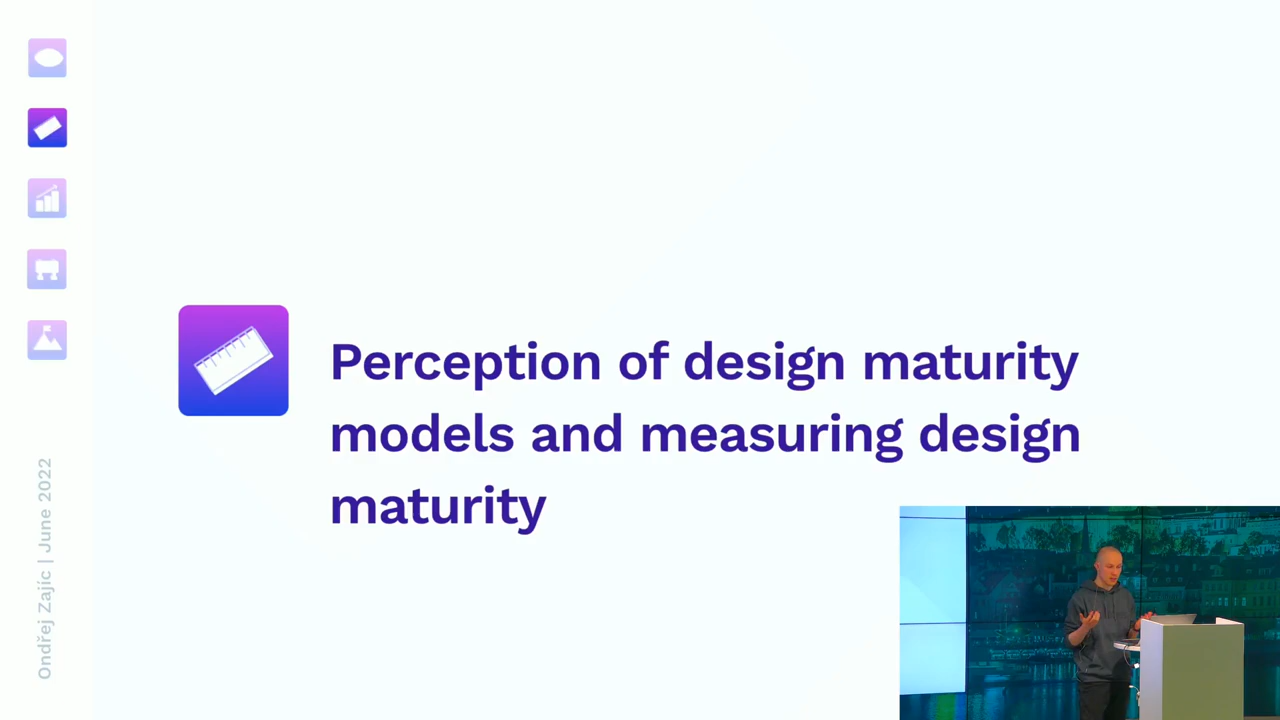 Perception of design maturity
models and measuring design
maturity
Ondřej Zajíc | June 2022